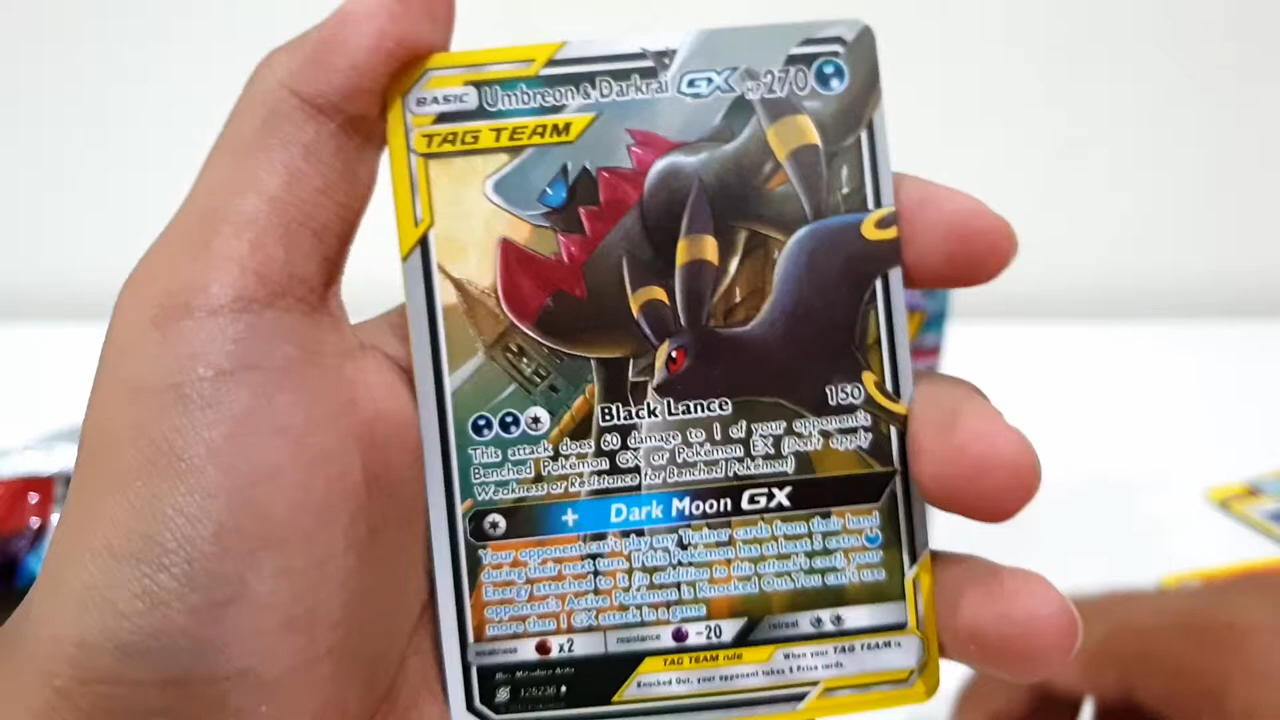 BASIC Umbreon & Darkrai GX HP270
TAG TEAM
Black Lance 150
This attack does 60 damage to 1 of your opponent's
Benched Pokémon GX or Pokémon EX (Don't apply
Weakness or Resistance for Benched Pokémon)
+ Dark Moon GX
Your opponent can't play any Trainer cards from their hand
during their next turn. If this Pokémon has at least 5 extra
Energy attached to it (in addition to this attack's cost), your
opponent's Active Pokémon is Knocked Out. You can't use
more than 1 GX attack in a game
weakness x2 resistance -20 retreat
TAG TEAM rule When your TAG TEAM is
Knocked Out, your opponent takes 3 Prize cards.
Illus. Mitsuhiro Arita
125236